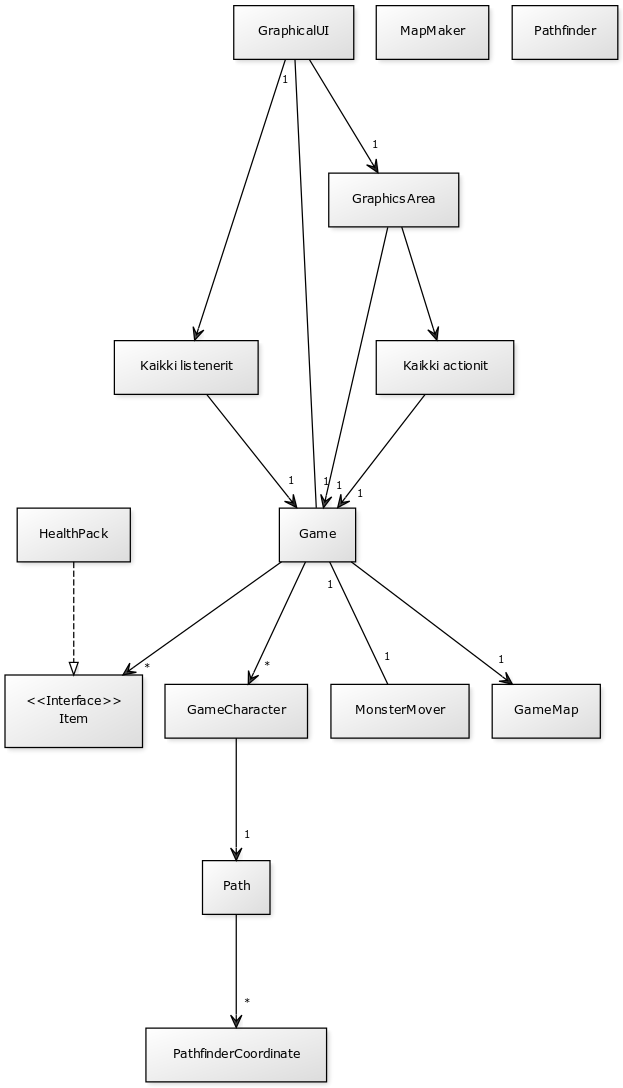 GraphicalUI
MapMaker
Pathfinder
1
1
GraphicsArea
Kaikki listenerit
Kaikki actionit
1
1
1
1
HealthPack
Game
1
<<Interface>>
Item
*
*
1
1
GameCharacter
MonsterMover
GameMap
1
Path
*
PathfinderCoordinate